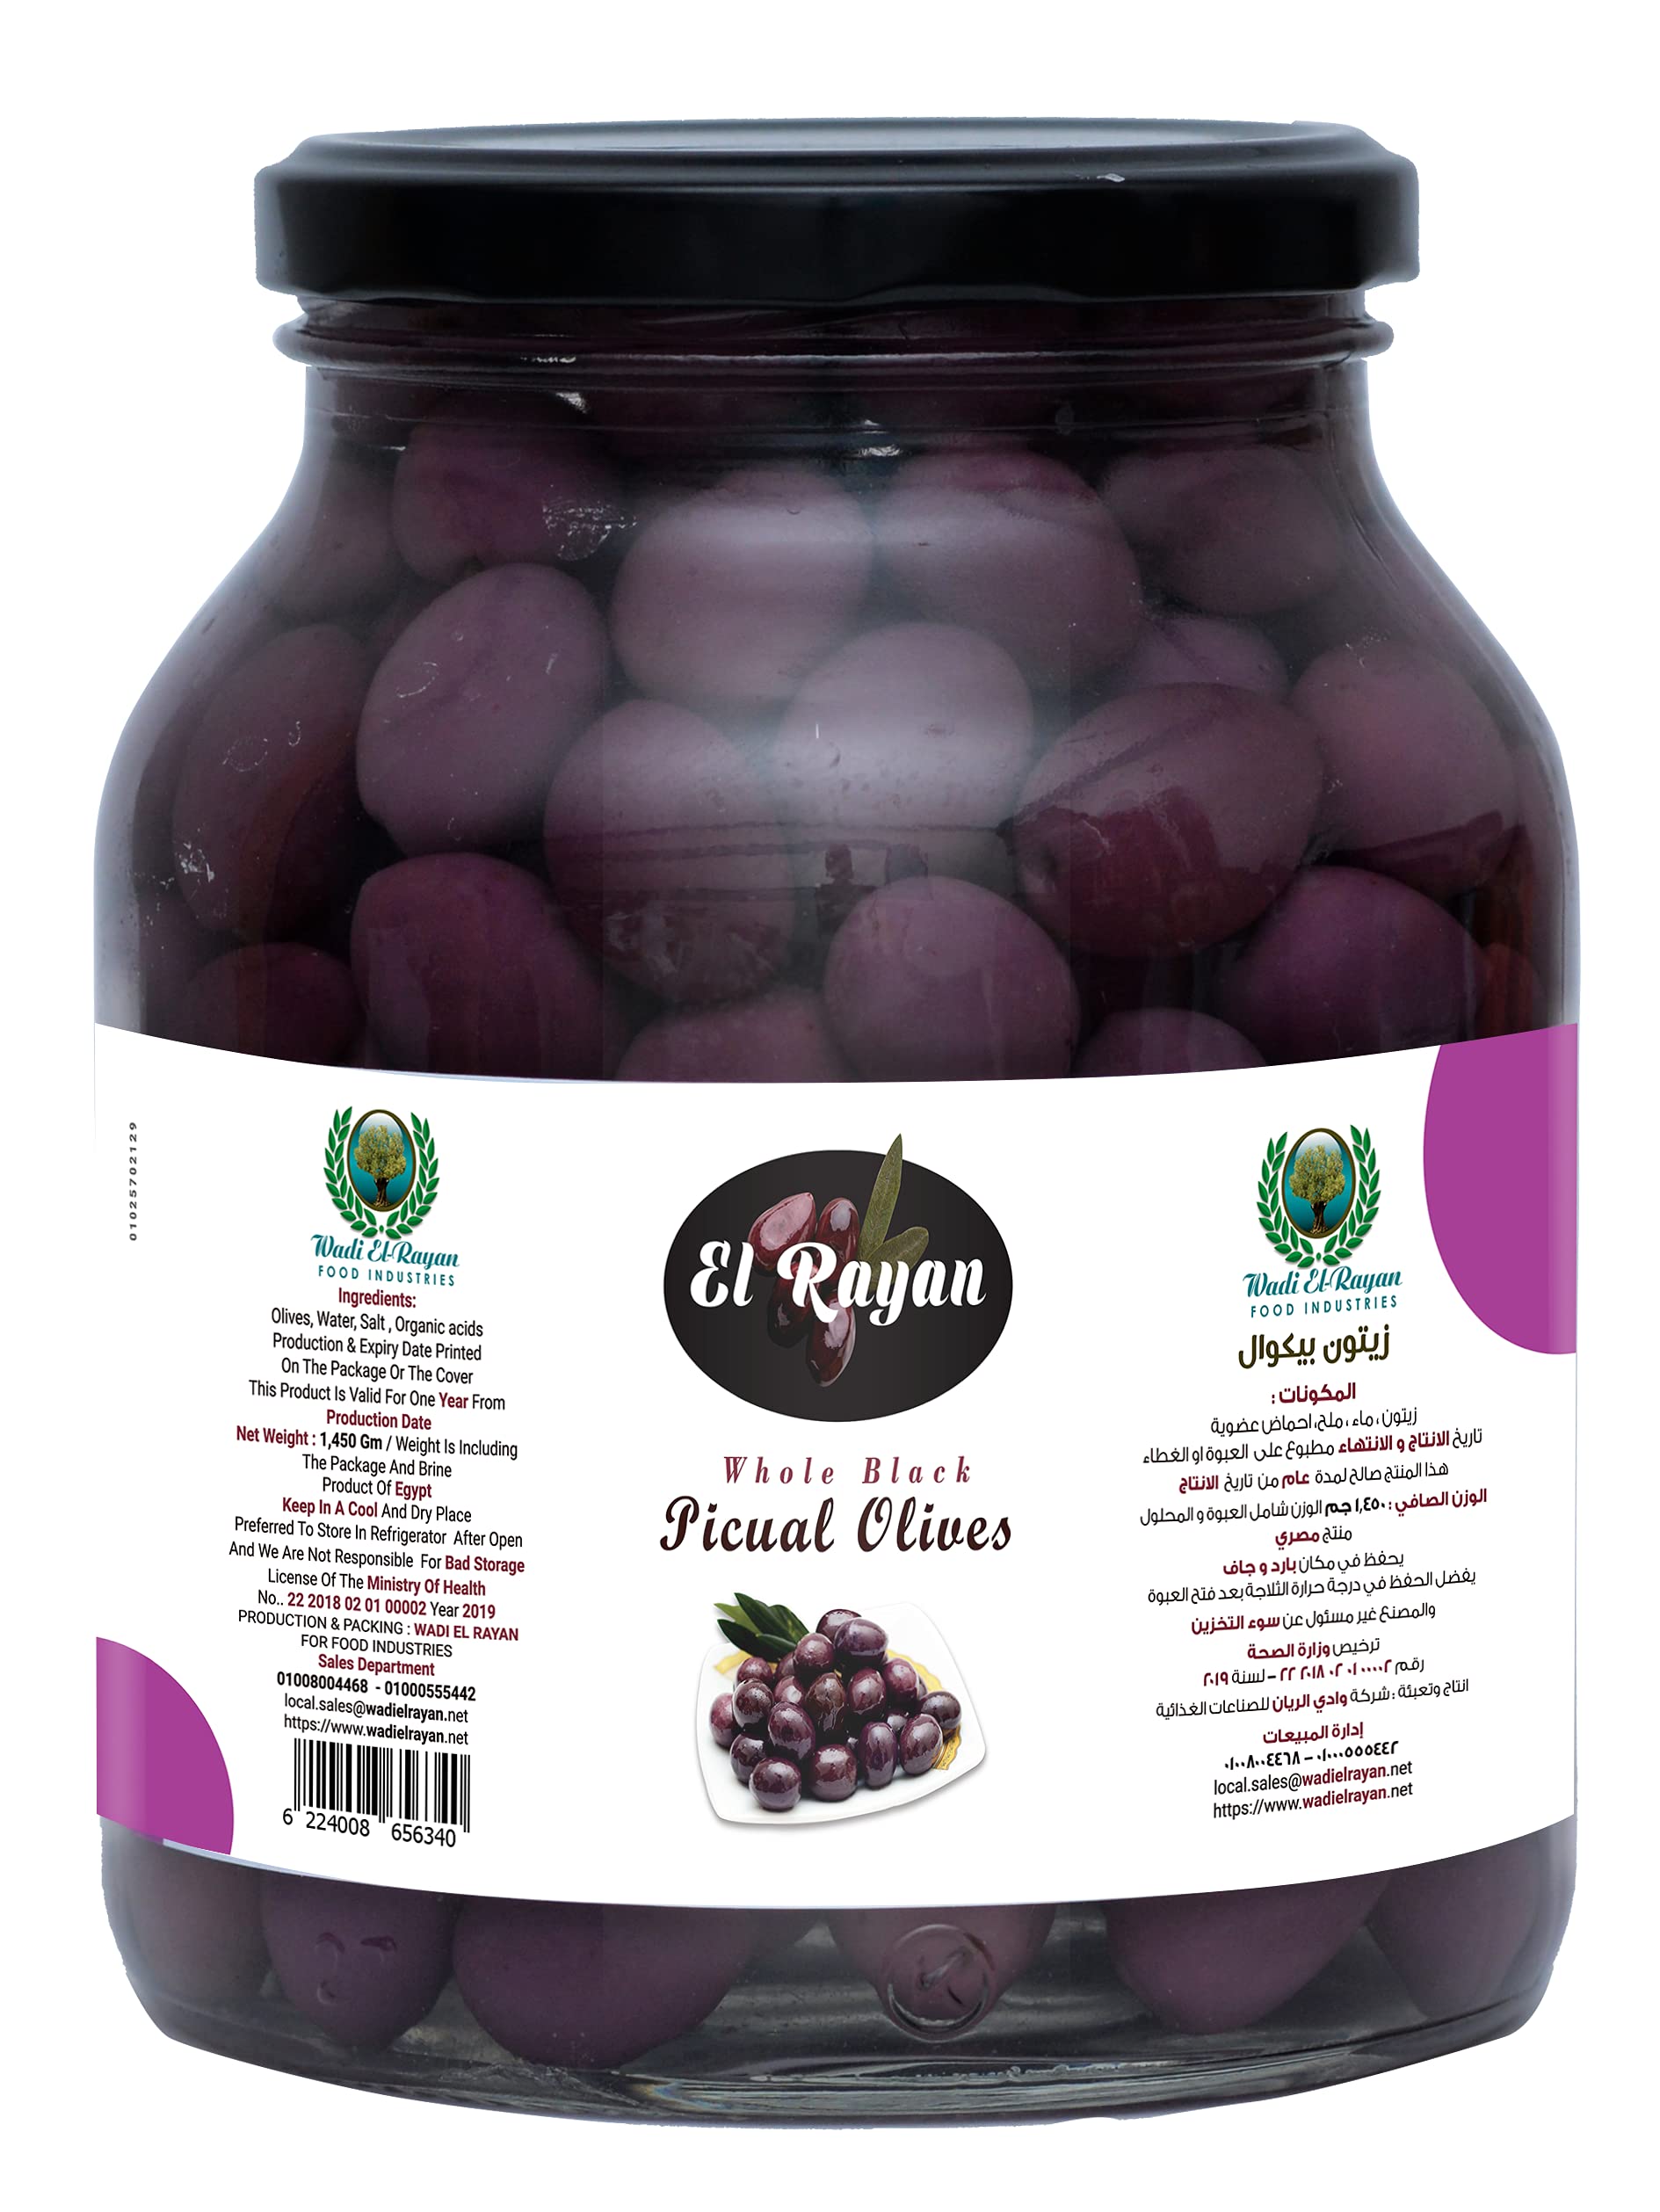 01025702129
Wadi El-Rayan
FOOD INDUSTRIES
Ingredients:
Olives, Water, Salt , Organic acids
Production & Expiry Date Printed
On The Package Or The Cover
This Product Is Valid For One Year From
Production Date
Net Weight : 1,450 Gm / Weight Is Including
The Package And Brine
Product Of Egypt
Keep In A Cool And Dry Place
Preferred To Store In Refrigerator After Open
And We Are Not Responsible For Bad Storage
License Of The Ministry Of Health
No.. 22 2018 02 01 00002 Year 2019
PRODUCTION & PACKING : WADI EL RAYAN
FOR FOOD INDUSTRIES
Sales Department
01008004468 - 01000555442
local.sales@wadielrayan.net
https://www.wadielrayan.net
6 224008 656340
El Rayan
Whole Black
Picual Olives
Wadi El-Rayan
FOOD INDUSTRIES
زيتون بيكوال
المكونات :
زيتون ، ماء ، ملح، احماض عضوية
تاريخ الانتاج و الانتهاء مطبوع على العبوة او الغطاء
هذا المنتج صالح لمدة عام من تاريخ الانتاج
الوزن الصافي : ١,٤٥٠ جم الوزن شامل العبوة و المحلول
منتج مصري
يحفظ في مكان بارد و جاف
يفضل الحفظ في درجة حرارة الثلاجة بعد فتح العبوة
والمصنع غير مسئول عن سوء التخزين
ترخيص وزارة الصحة
رقم ٠٠٠٠٢ ٠١ ٠٢ ٢٠١٨ ٢٢ – لسنة ٢٠١٩
انتاج وتعبئة : شركة وادي الريان للصناعات الغذائية
إدارة المبيعات
٠١٠٠٨٠٠٤٤٦٨ – ٠١٠٠٠٥٥٥٤٤٢
local.sales@wadielrayan.net
https://www.wadielrayan.net